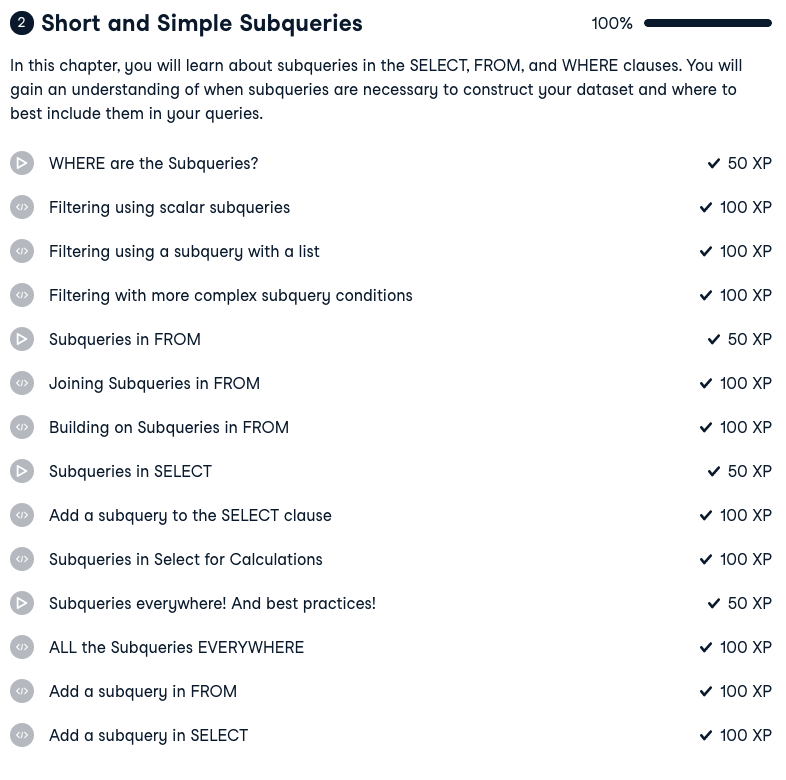 2 Short and Simple Subqueries 100%
In this chapter, you will learn about subqueries in the SELECT, FROM, and WHERE clauses. You will
gain an understanding of when subqueries are necessary to construct your dataset and where to
best include them in your queries.
WHERE are the Subqueries? 50 XP
Filtering using scalar subqueries 100 XP
Filtering using a subquery with a list 100 XP
Filtering with more complex subquery conditions 100 XP
Subqueries in FROM 50 XP
Joining Subqueries in FROM 100 XP
Building on Subqueries in FROM 100 XP
Subqueries in SELECT 50 XP
Add a subquery to the SELECT clause 100 XP
Subqueries in Select for Calculations 100 XP
Subqueries everywhere! And best practices! 50 XP
ALL the Subqueries EVERYWHERE 100 XP
Add a subquery in FROM 100 XP
Add a subquery in SELECT 100 XP